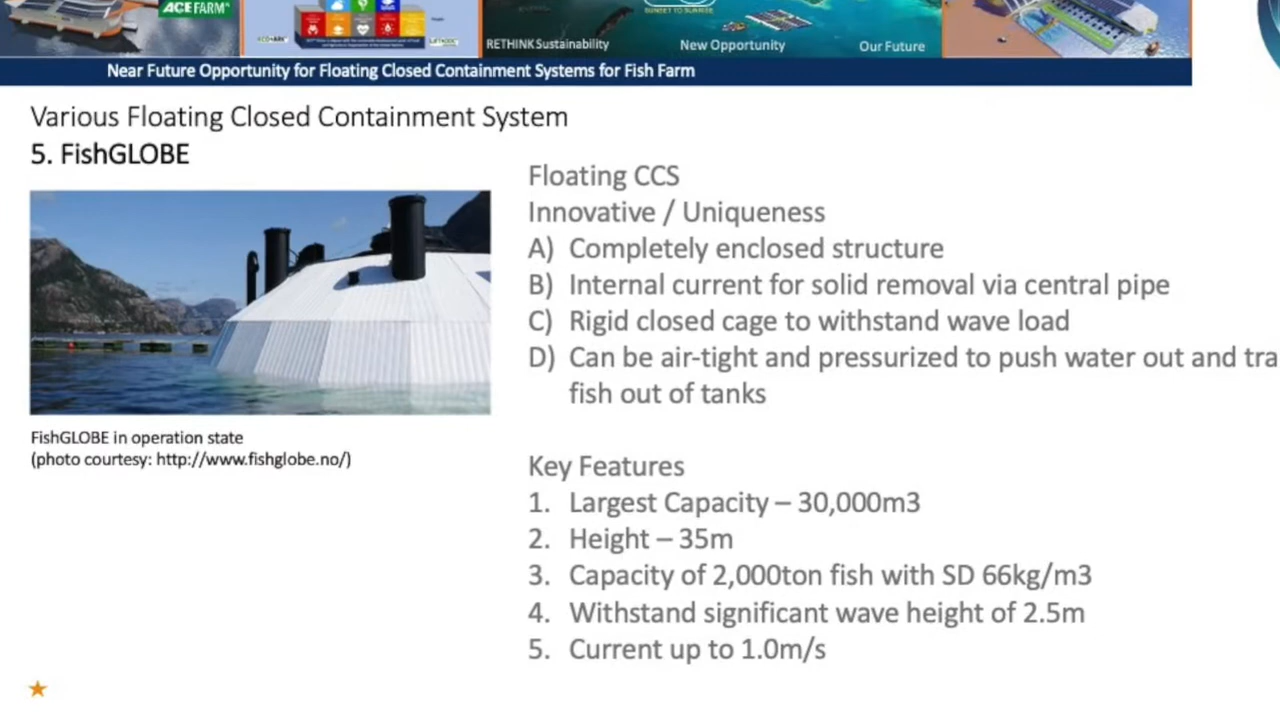 ACE FARM
ECO-ARK
RETHINK Sustainability
SUNSET TO SUNRISE
New Opportunity
Our Future
Near Future Opportunity for Floating Closed Containment Systems for Fish Farm
Various Floating Closed Containment System
5. FishGLOBE
Floating CCS
Innovative / Uniqueness
A) Completely enclosed structure
B) Internal current for solid removal via central pipe
C) Rigid closed cage to withstand wave load
D) Can be air-tight and pressurized to push water out and tra
fish out of tanks
FishGLOBE in operation state
(photo courtesy: http://www.fishglobe.no/)
Key Features
1. Largest Capacity – 30,000m3
2. Height – 35m
3. Capacity of 2,000ton fish with SD 66kg/m3
4. Withstand significant wave height of 2.5m
5. Current up to 1.0m/s